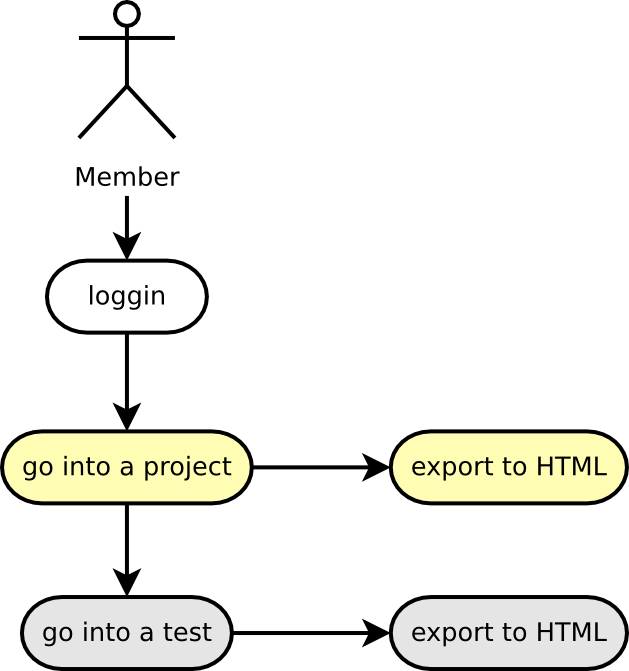 Member
loggin
go into a project
export to HTML
go into a test
export to HTML